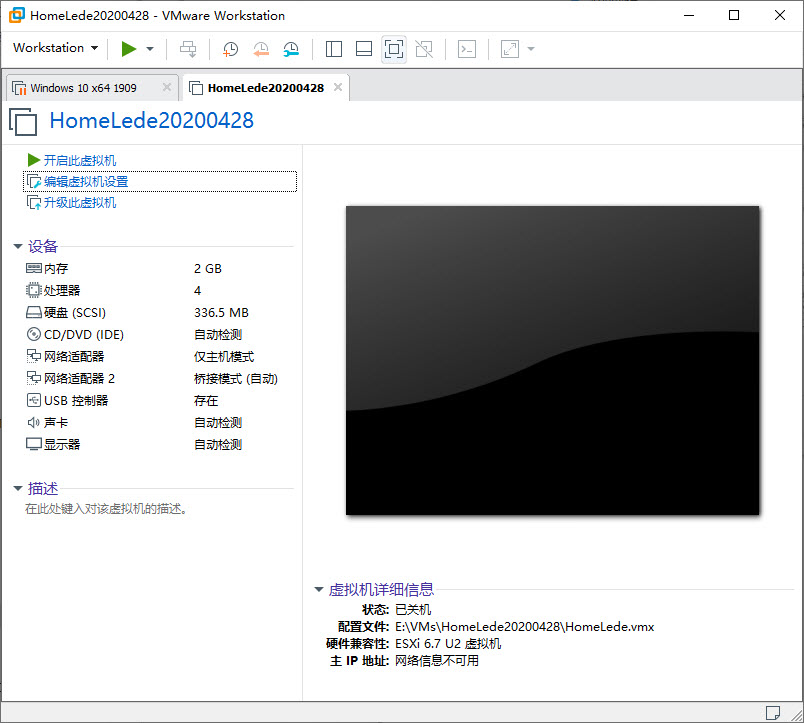 HomeLede20200428 - VMware Workstation
Workstation
Windows 10 x64 1909
HomeLede20200428
HomeLede20200428
开启此虚拟机
编辑虚拟机设置
升级此虚拟机
设备
内存 2 GB
处理器 4
硬盘 (SCSI) 336.5 MB
CD/DVD (IDE) 自动检测
网络适配器 仅主机模式
网络适配器 2 桥接模式 (自动)
USB 控制器 存在
声卡 自动检测
显示器 自动检测
描述
在此处键入对该虚拟机的描述。
虚拟机详细信息
状态: 已关机
配置文件: E:\VMs\HomeLede20200428\HomeLede.vmx
硬件兼容性: ESXi 6.7 U2 虚拟机
主 IP 地址: 网络信息不可用